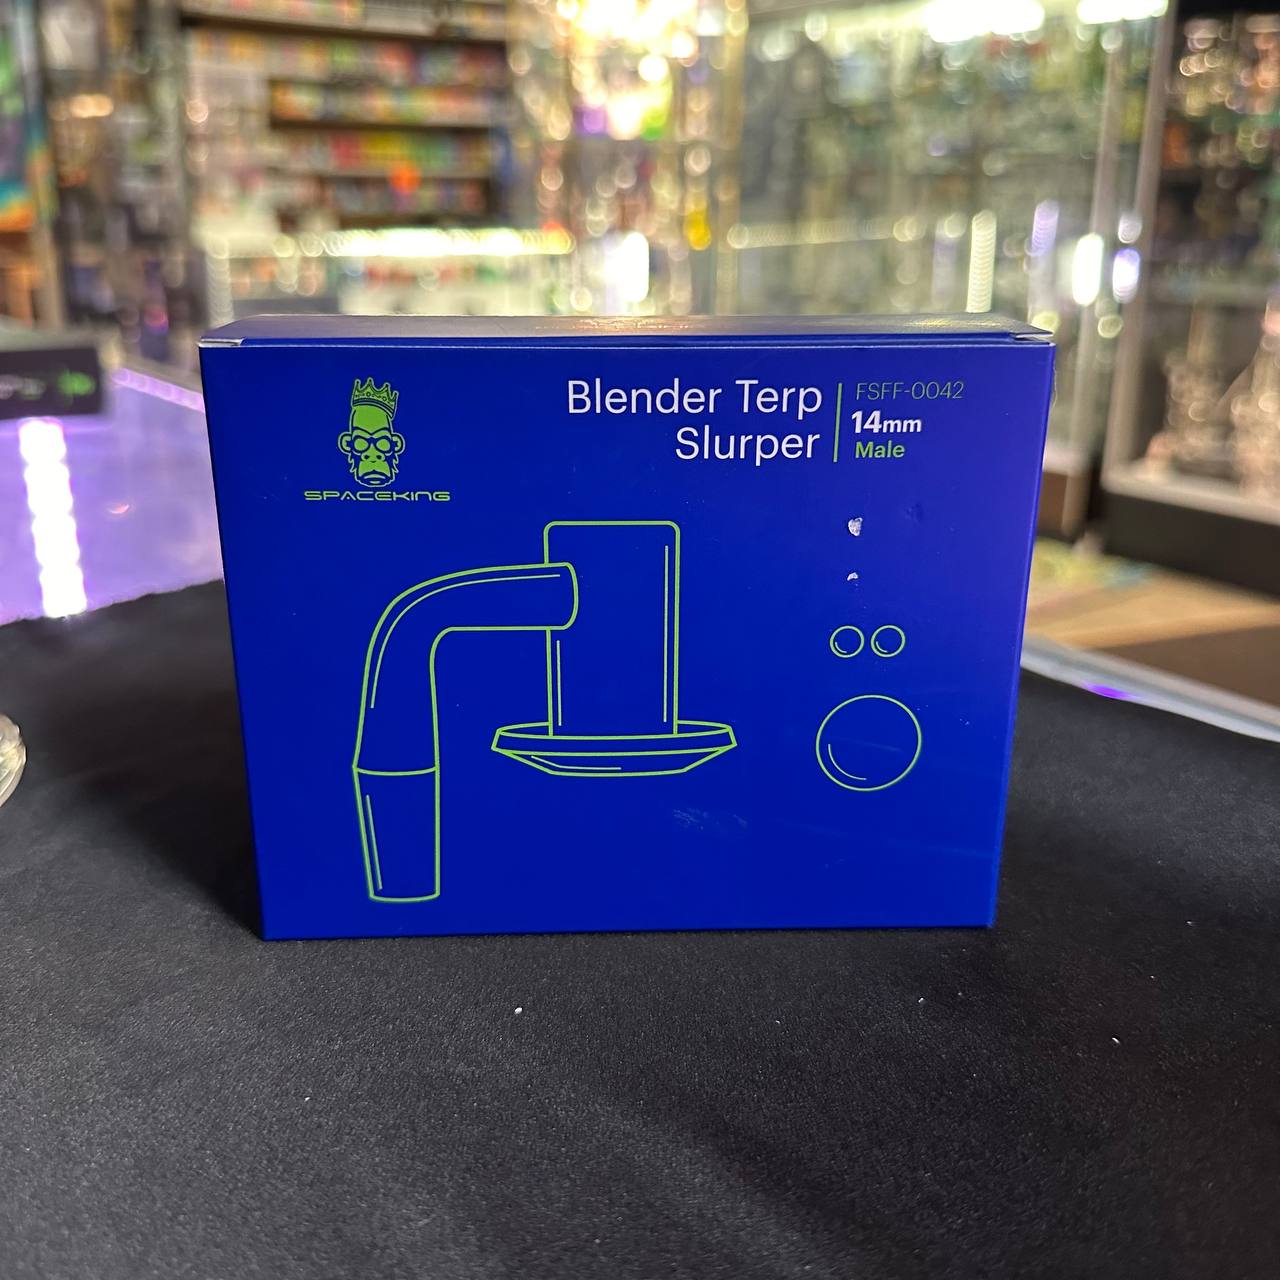 SPACEKING
Blender Terp
Slurper
FSFF-0042
14mm
Male